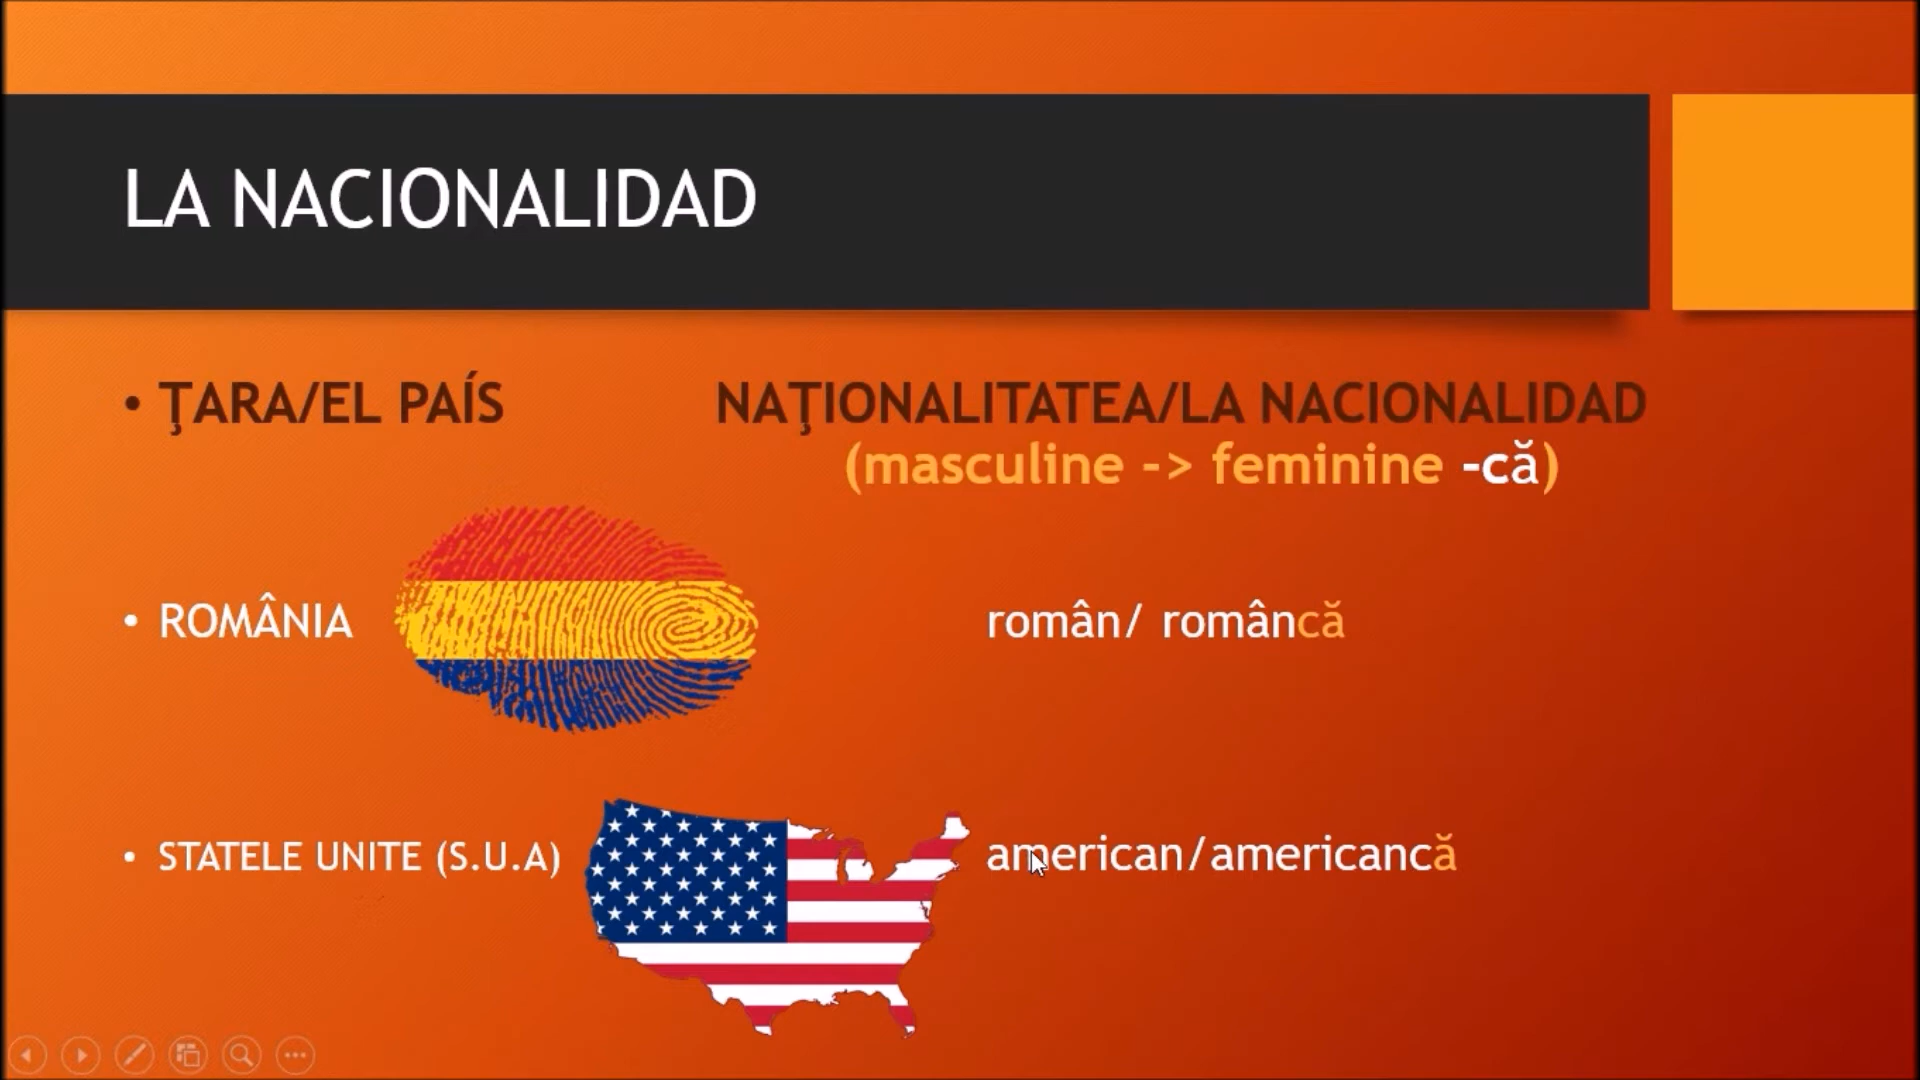 LA NACIONALIDAD
• ŢARA/EL PAÍS NAŢIONALITATEA/LA NACIONALIDAD
(masculine -> feminine -că)
• ROMÂNIA român/ româncă
• STATELE UNITE (S.U.A) american/americancă